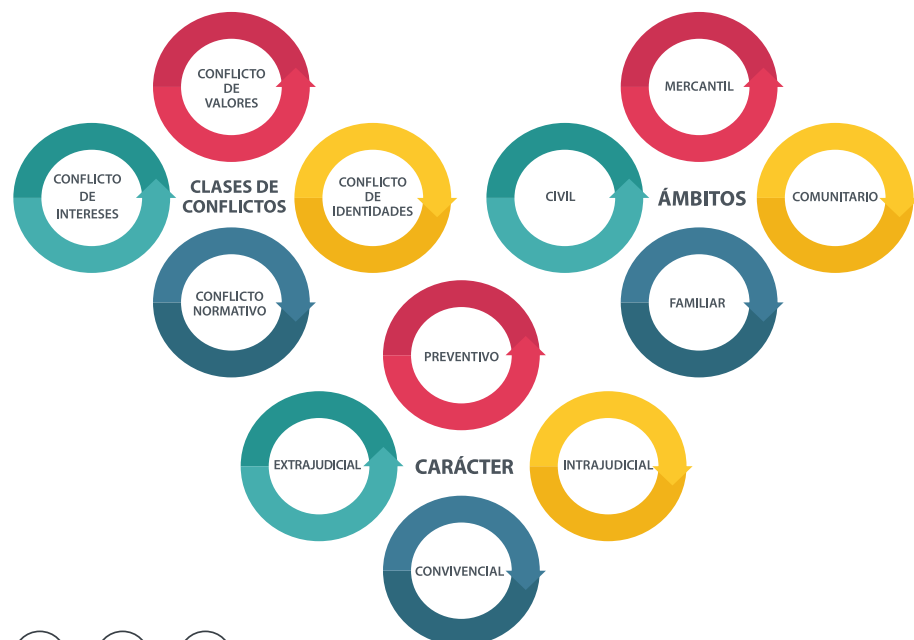 CONFLICTO
DE
VALORES
CONFLICTO
DE
INTERESES
CLASES DE
CONFLICTOS
CONFLICTO
DE
IDENTIDADES
CONFLICTO
NORMATIVO
MERCANTIL
CIVIL
ÁMBITOS
COMUNITARIO
FAMILIAR
PREVENTIVO
EXTRAJUDICIAL
CARÁCTER
INTRAJUDICIAL
CONVIVENCIAL